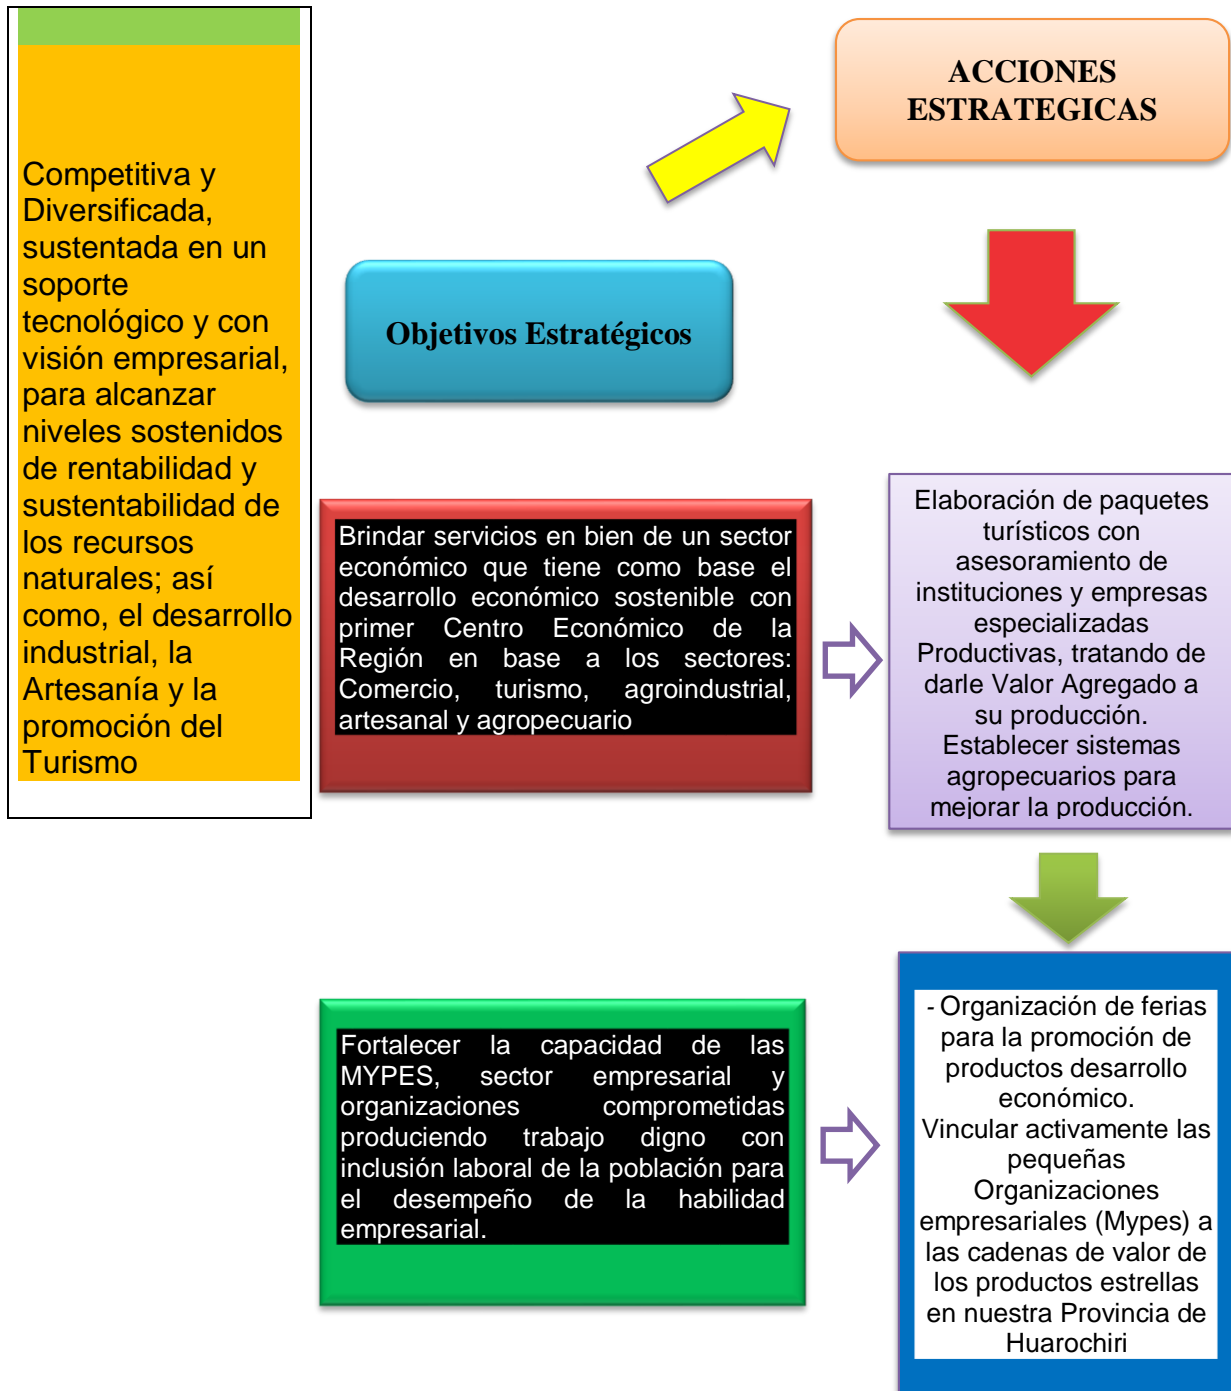 Competitiva y
Diversificada,
sustentada en un
soporte
tecnológico y con
visión empresarial,
para alcanzar
niveles sostenidos
de rentabilidad y
sustentabilidad de
los recursos
naturales; así
como, el desarrollo
industrial, la
Artesanía y la
promoción del
Turismo
ACCIONES
ESTRATEGICAS
Objetivos Estratégicos
Brindar servicios en bien de un sector
económico que tiene como base el
desarrollo económico sostenible con
primer Centro Económico de la
Región en base a los sectores:
Comercio, turismo, agroindustrial,
artesanal y agropecuario
Elaboración de paquetes
turísticos con
asesoramiento de
instituciones y empresas
especializadas
Productivas, tratando de
darle Valor Agregado a
su producción.
Establecer sistemas
agropecuarios para
mejorar la producción.
Fortalecer la capacidad de las
MYPES, sector empresarial y
organizaciones comprometidas
produciendo trabajo digno con
inclusión laboral de la población para
el desempeño de la habilidad
empresarial.
- Organización de ferias
para la promoción de
productos desarrollo
económico.
Vincular activamente las
pequeñas
Organizaciones
empresariales (Mypes) a
las cadenas de valor de
los productos estrellas
en nuestra Provincia de
Huarochiri